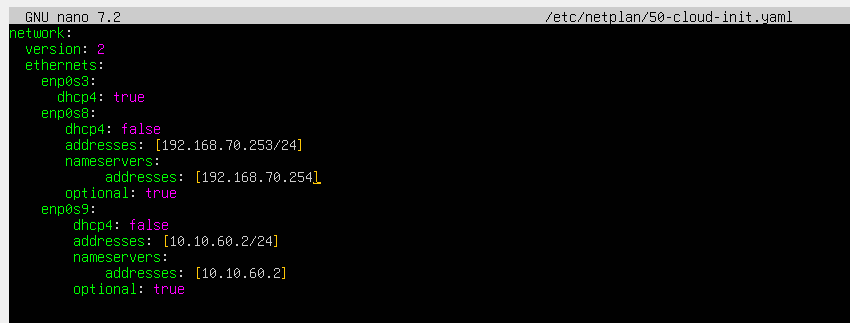 GNU nano 7.2 /etc/netplan/50-cloud-init.yaml
network:
  version: 2
  ethernets:
    enp0s3:
      dhcp4: true
    enp0s8:
       dhcp4: false
       addresses: [192.168.70.253/24]
       nameservers:
            addresses: [192.168.70.254]
       optional: true
    enp0s9:
        dhcp4: false
        addresses: [10.10.60.2/24]
        nameservers:
            addresses: [10.10.60.2]
        optional: true